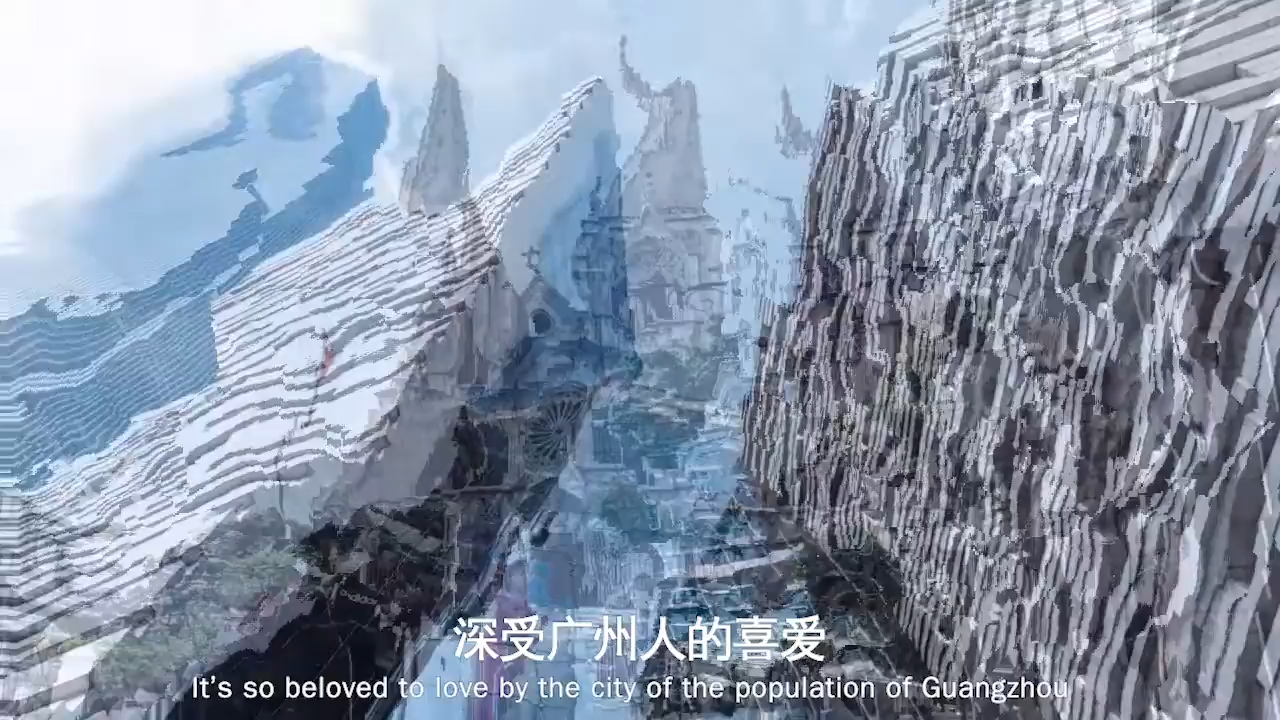 深受广州人的喜爱
It's so beloved to love by the city of the population of Guangzhou